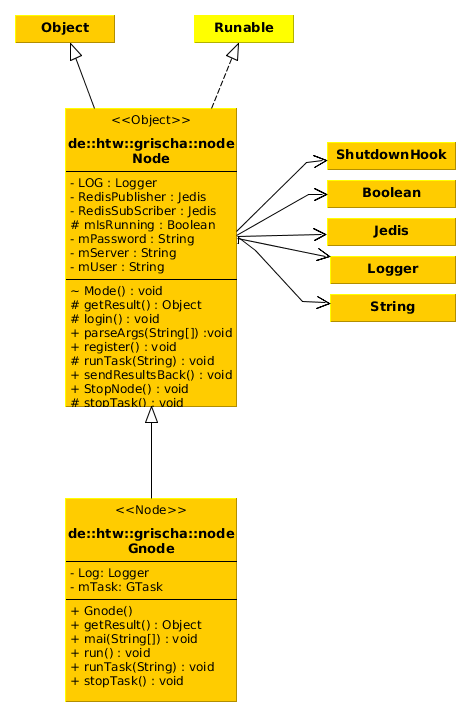 Object
Runable
<<Object>>
de::htw::grischa::node
Node
- LOG : Logger
- RedisPublisher : Jedis
- RedisSubScriber : Jedis
# mIsRunning : Boolean
- mPassword : String
- mServer : String
- mUser : String
~ Mode() : void
# getResult() : Object
# login() : void
+ parseArgs(String[]) :void
+ register() : void
# runTask(String) : void
+ sendResultsBack() : void
+ StopNode() : void
# stopTask() : void
ShutdownHook
Boolean
Jedis
Logger
String
<<Node>>
de::htw::grischa::node
Gnode
- Log: Logger
- mTask: GTask
+ Gnode()
+ getResult() : Object
+ mai(String[]) : void
+ run() : void
+ runTask(String) : void
+ stopTask() : void